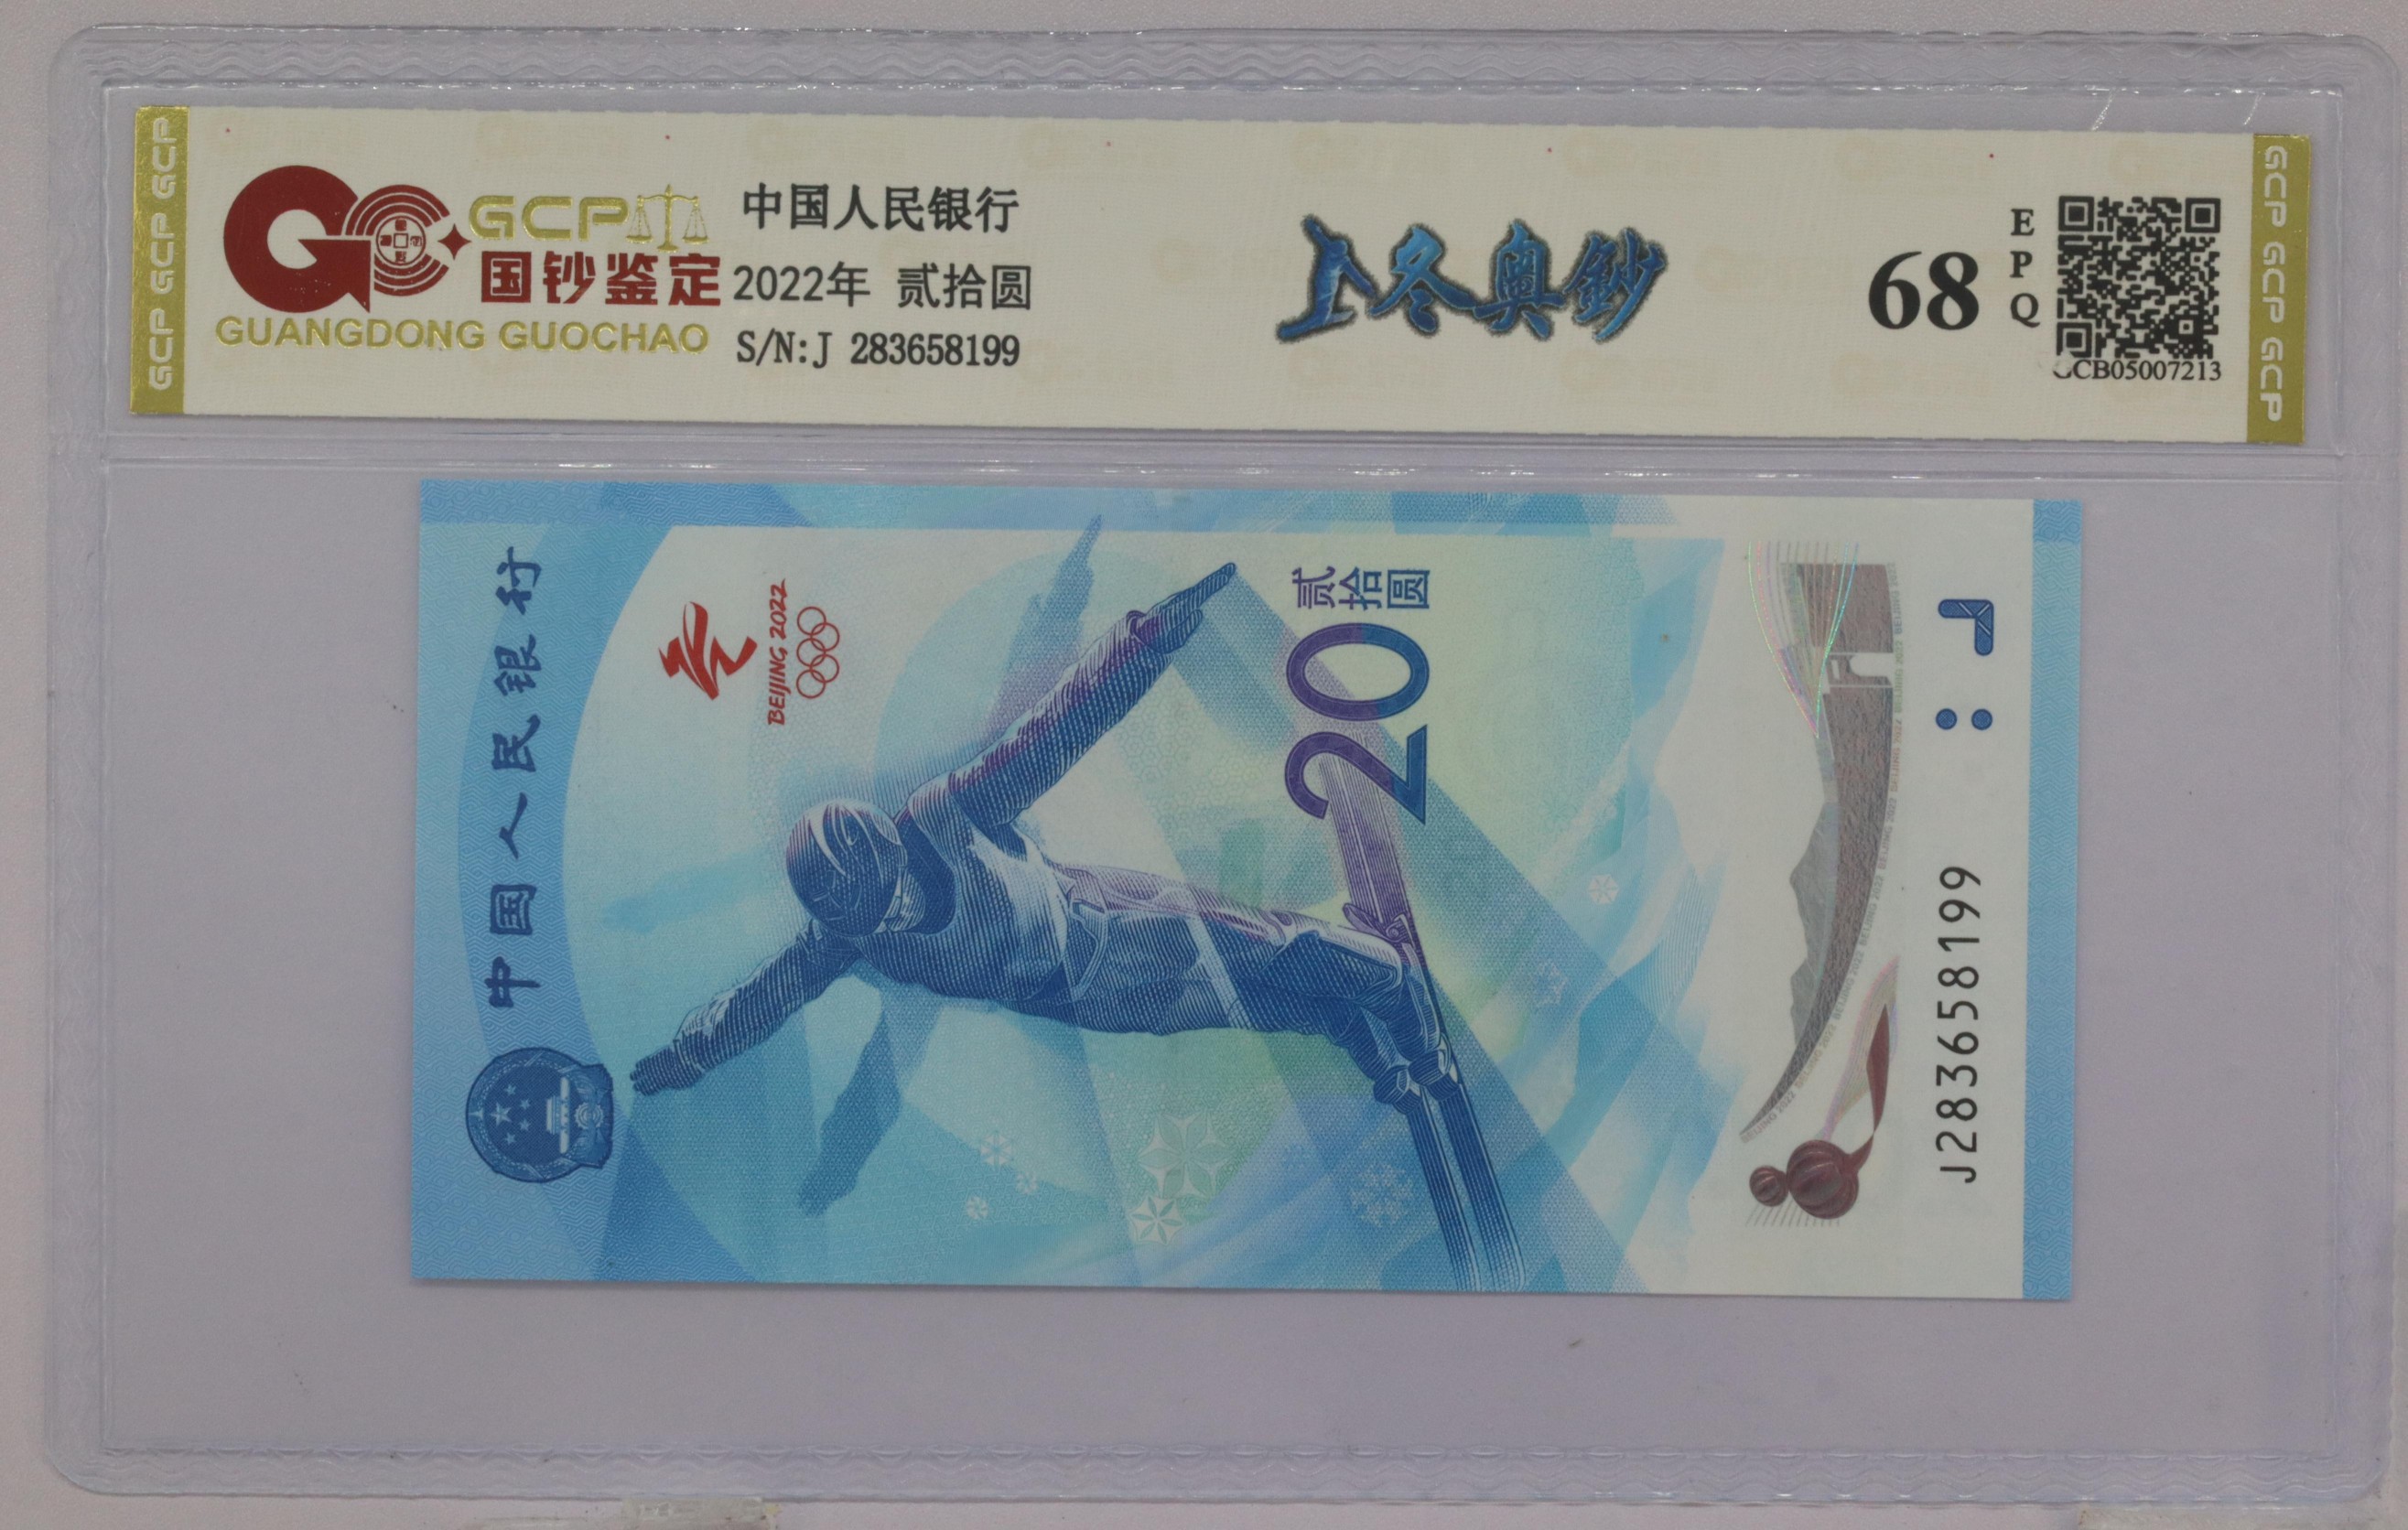 GCP GCP GCP
GCP
国钞鉴定
GUANGDONG GUOCHAO
中国人民银行
2022年 贰拾圆
S/N:J 283658199
冬奥鈔
68
EPQ
CB05007213
GCP GCP GCP
中国人民银行
BEIJING 2022
贰拾圆
20
J283658199